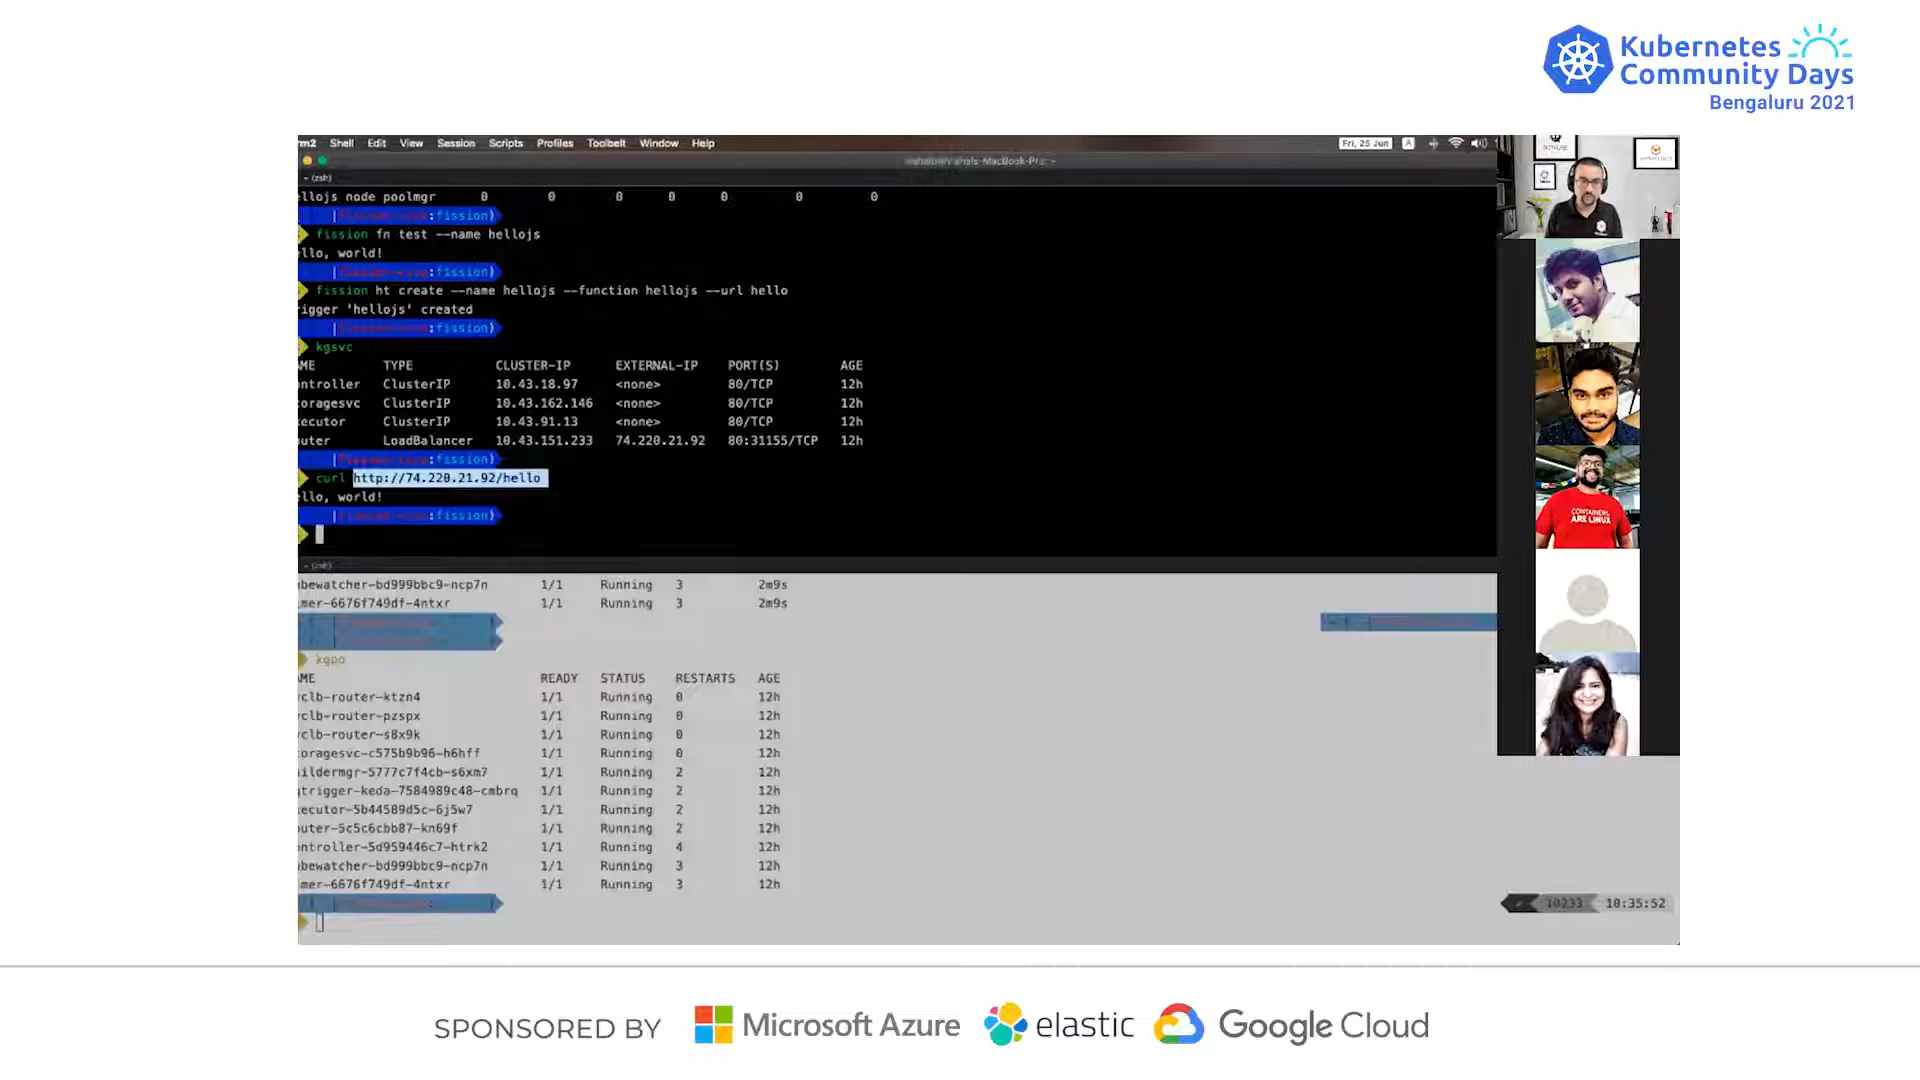 Kubernetes
Community Days
Bengaluru 2021
rm2 Shell Edit View Session Scripts Profiles Toolbelt Window Help
Fri, 25 Jun A
~ (zsh)
llojs node poolmgr 0 0 0 0 0 0 0
:fission)
fission fn test --name hellojs
llo, world!
:fission)
fission ht create --name hellojs --function hellojs --url hello
rigger 'hellojs' created
:fission)
kgsvc
ME TYPE CLUSTER-IP EXTERNAL-IP PORT(S) AGE
ntroller ClusterIP 10.43.18.97 <none> 80/TCP 12h
oragesvc ClusterIP 10.43.162.146 <none> 80/TCP 12h
ecutor ClusterIP 10.43.91.13 <none> 80/TCP 12h
uter LoadBalancer 10.43.151.233 74.220.21.92 80:31155/TCP 12h
:fission)
curl http://74.220.21.92/hello
llo, world!
:fission)
~ (zsh)
bewatcher-bd999bbc9-ncp7n 1/1 Running 3 2m9s
mer-6676f749df-4ntxr 1/1 Running 3 2m9s
kgpo
ME READY STATUS RESTARTS AGE
clb-router-ktzn4 1/1 Running 0 12h
clb-router-pzspx 1/1 Running 0 12h
clb-router-s8x9k 1/1 Running 0 12h
oragesvc-c575b9b96-h6hff 1/1 Running 0 12h
ildermgr-5777c7f4cb-s6xm7 1/1 Running 2 12h
qtrigger-keda-7584989c48-cmbrq 1/1 Running 2 12h
ecutor-5b44589d5c-6j5w7 1/1 Running 2 12h
uter-5c5c6cbb87-kn69f 1/1 Running 2 12h
ntroller-5d959446c7-htrk2 1/1 Running 4 12h
bewatcher-bd999bbc9-ncp7n 1/1 Running 3 12h
mer-6676f749df-4ntxr 1/1 Running 3 12h
10233 10:35:52
CONTAINERS
ARE LINUX
SPONSORED BY Microsoft Azure elastic Google Cloud